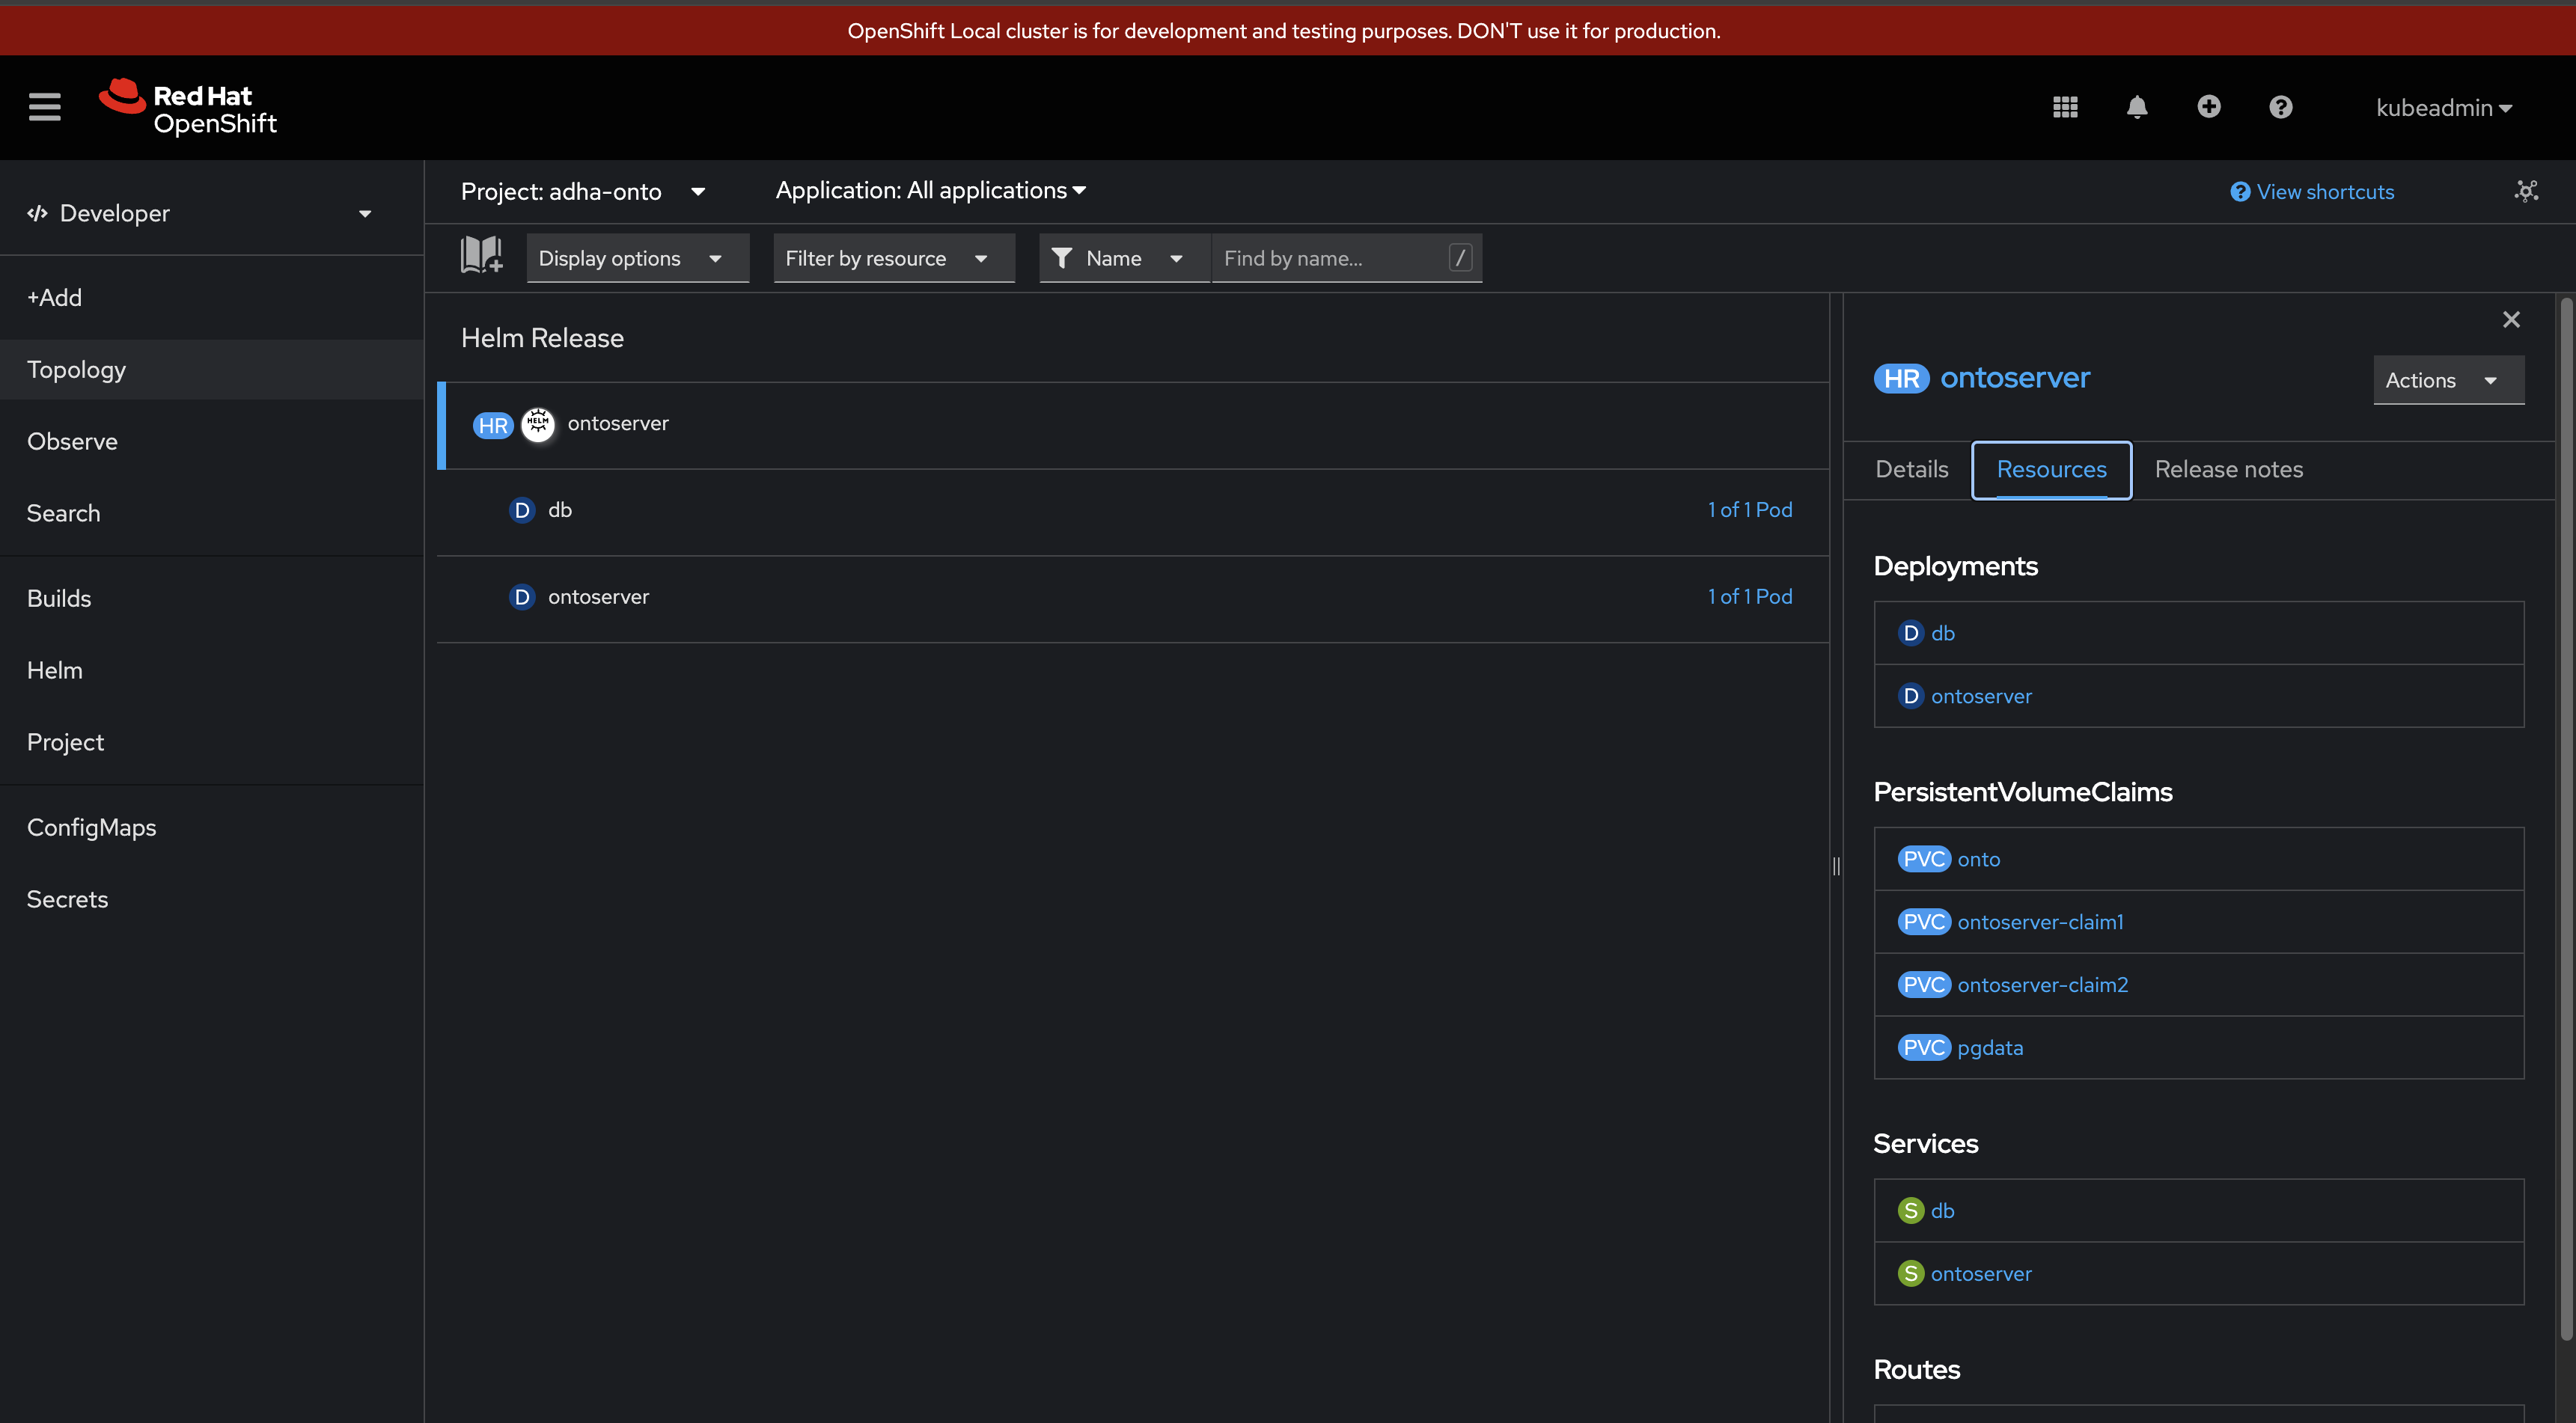 OpenShift Local cluster is for development and testing purposes. DON'T use it for production.
Red Hat
OpenShift
kubeadmin
Developer
+Add
Topology
Observe
Search
Builds
Helm
Project
ConfigMaps
Secrets
Project: adha-onto
Application: All applications
View shortcuts
Display options
Filter by resource
Name
Find by name...
/
Helm Release
HR HELM ontoserver
D db 1 of 1 Pod
D ontoserver 1 of 1 Pod
HR ontoserver
Actions
Details
Resources
Release notes
Deployments
D db
D ontoserver
PersistentVolumeClaims
PVC onto
PVC ontoserver-claim1
PVC ontoserver-claim2
PVC pgdata
Services
S db
S ontoserver
Routes